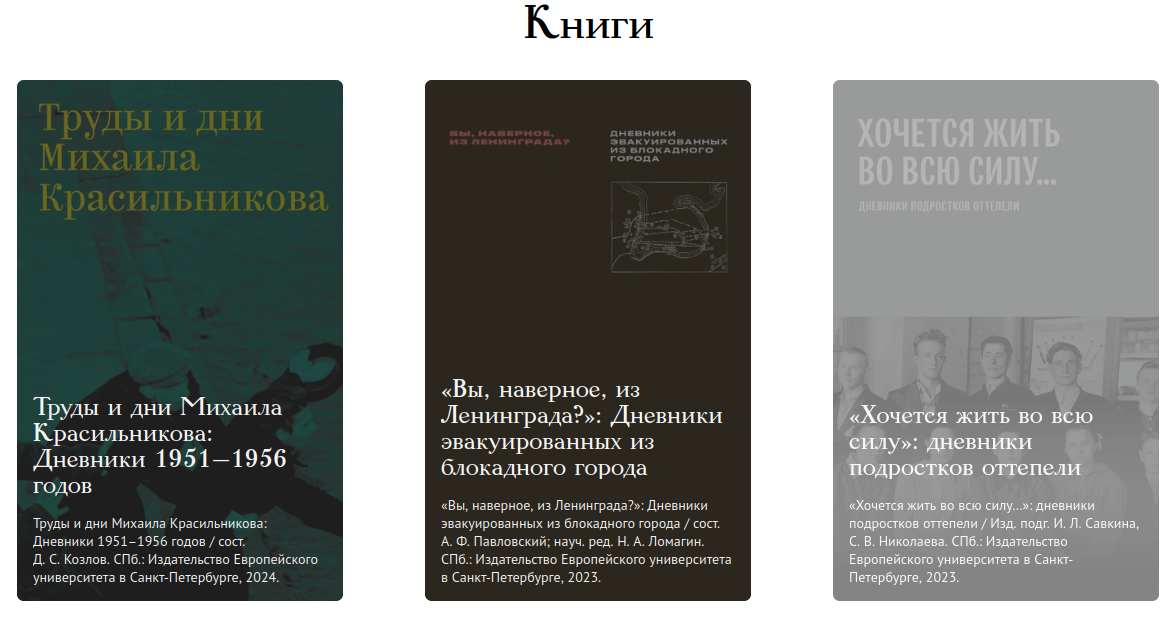 Книги
Труды и дни
Михаила
Красильникова
Труды и дни Михаила
Красильникова:
Дневники 1951–1956
годов
Труды и дни Михаила Красильникова:
Дневники 1951–1956 годов / сост.
Д. С. Козлов. СПб.: Издательство Европейского
университета в Санкт-Петербурге, 2024.
ВЫ, НАВЕРНОЕ,
ИЗ ЛЕНИНГРАДА?
ДНЕВНИКИ
ЭВАКУИРОВАННЫХ
ИЗ БЛОКАДНОГО
ГОРОДА
«Вы, наверное, из
Ленинграда?»: Дневники
эвакуированных из
блокадного города
«Вы, наверное, из Ленинграда?»: Дневники
эвакуированных из блокадного города / сост.
А. Ф. Павловский; науч. ред. Н. А. Ломагин.
СПб.: Издательство Европейского университета
в Санкт-Петербурге, 2023.
ХОЧЕТСЯ ЖИТЬ
ВО ВСЮ СИЛУ...
ДНЕВНИКИ ПОДРОСТКОВ ОТТЕПЕЛИ
«Хочется жить во всю
силу»: дневники
подростков оттепели
«Хочется жить во всю силу...»: дневники
подростков оттепели / Изд. подг. И. Л. Савкина,
С. В. Николаева. СПб.: Издательство
Европейского университета в Санкт-
Петербурге, 2023.